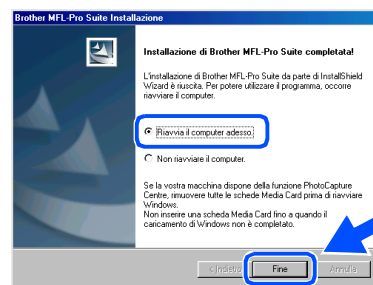 Brother MFL-Pro Suite Installazione
Installazione di Brother MFL-Pro Suite completata!
L'installazione di Brother MFL-Pro Suite da parte di InstallShield
Wizard è riuscita. Per potere utilizzare il programma, occorre
riavviare il computer.
Riavvia il computer adesso.
Non riavviare il computer.
Se la vostra macchina dispone della funzione PhotoCapture
Centre, rimuovere tutte le schede Media Card prima di riavviare
Windows.
Non inserire una scheda Media Card fino a quando il
caricamento di Windows non è completato.
< Indietro Fine Annulla